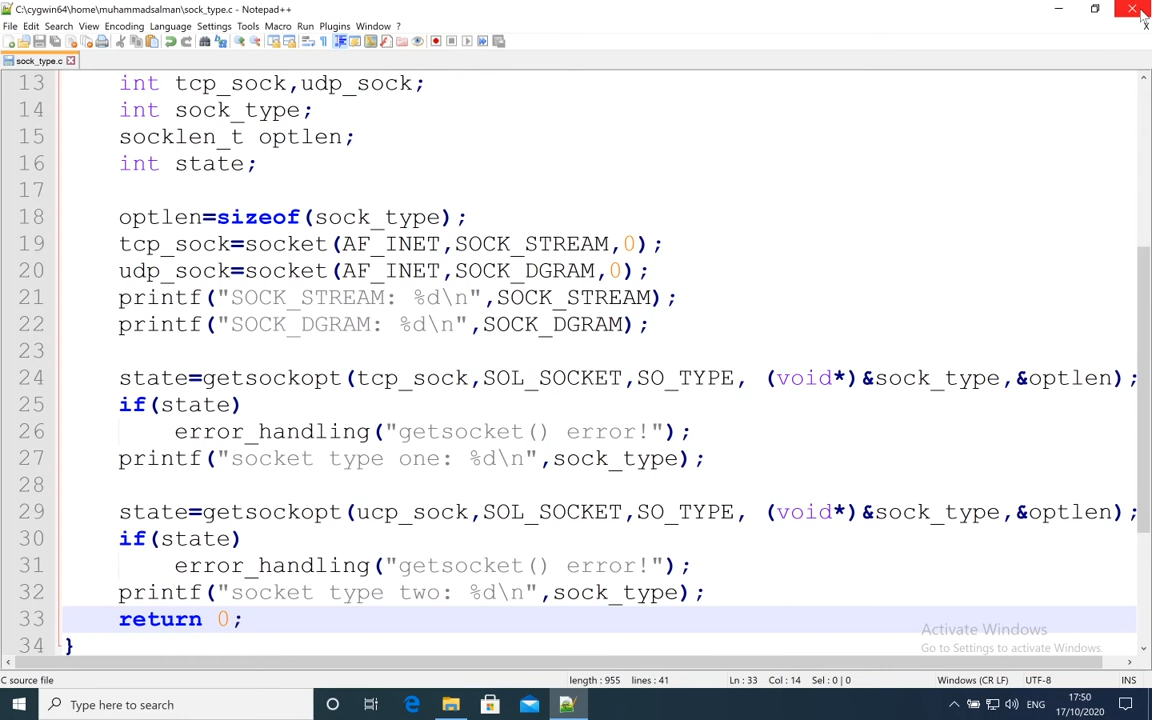 C:\cygwin64\home\muhammadsalman\sock_type.c - Notepad++
File Edit Search View Encoding Language Settings Tools Macro Run Plugins Window ?
X
sock_type.c
13 int tcp_sock,udp_sock;
14 int sock_type;
15 socklen_t optlen;
16 int state;
17
18 optlen=sizeof(sock_type);
19 tcp_sock=socket(AF_INET,SOCK_STREAM,0);
20 udp_sock=socket(AF_INET,SOCK_DGRAM,0);
21 printf("SOCK_STREAM: %d\n",SOCK_STREAM);
22 printf("SOCK_DGRAM: %d\n",SOCK_DGRAM);
23
24 state=getsockopt(tcp_sock,SOL_SOCKET,SO_TYPE, (void*)&sock_type,&optlen);
25 if(state)
26 error_handling("getsocket() error!");
27 printf("socket type one: %d\n",sock_type);
28
29 state=getsockopt(ucp_sock,SOL_SOCKET,SO_TYPE, (void*)&sock_type,&optlen);
30 if(state)
31 error_handling("getsocket() error!");
32 printf("socket type two: %d\n",sock_type);
33 return 0;
34 }
Activate Windows
Go to Settings to activate Windows.
C source file length : 955 lines : 41 Ln : 33 Col : 14 Sel : 0 | 0 Windows (CR LF) UTF-8 INS
Type here to search
ENG
17:50
17/10/2020